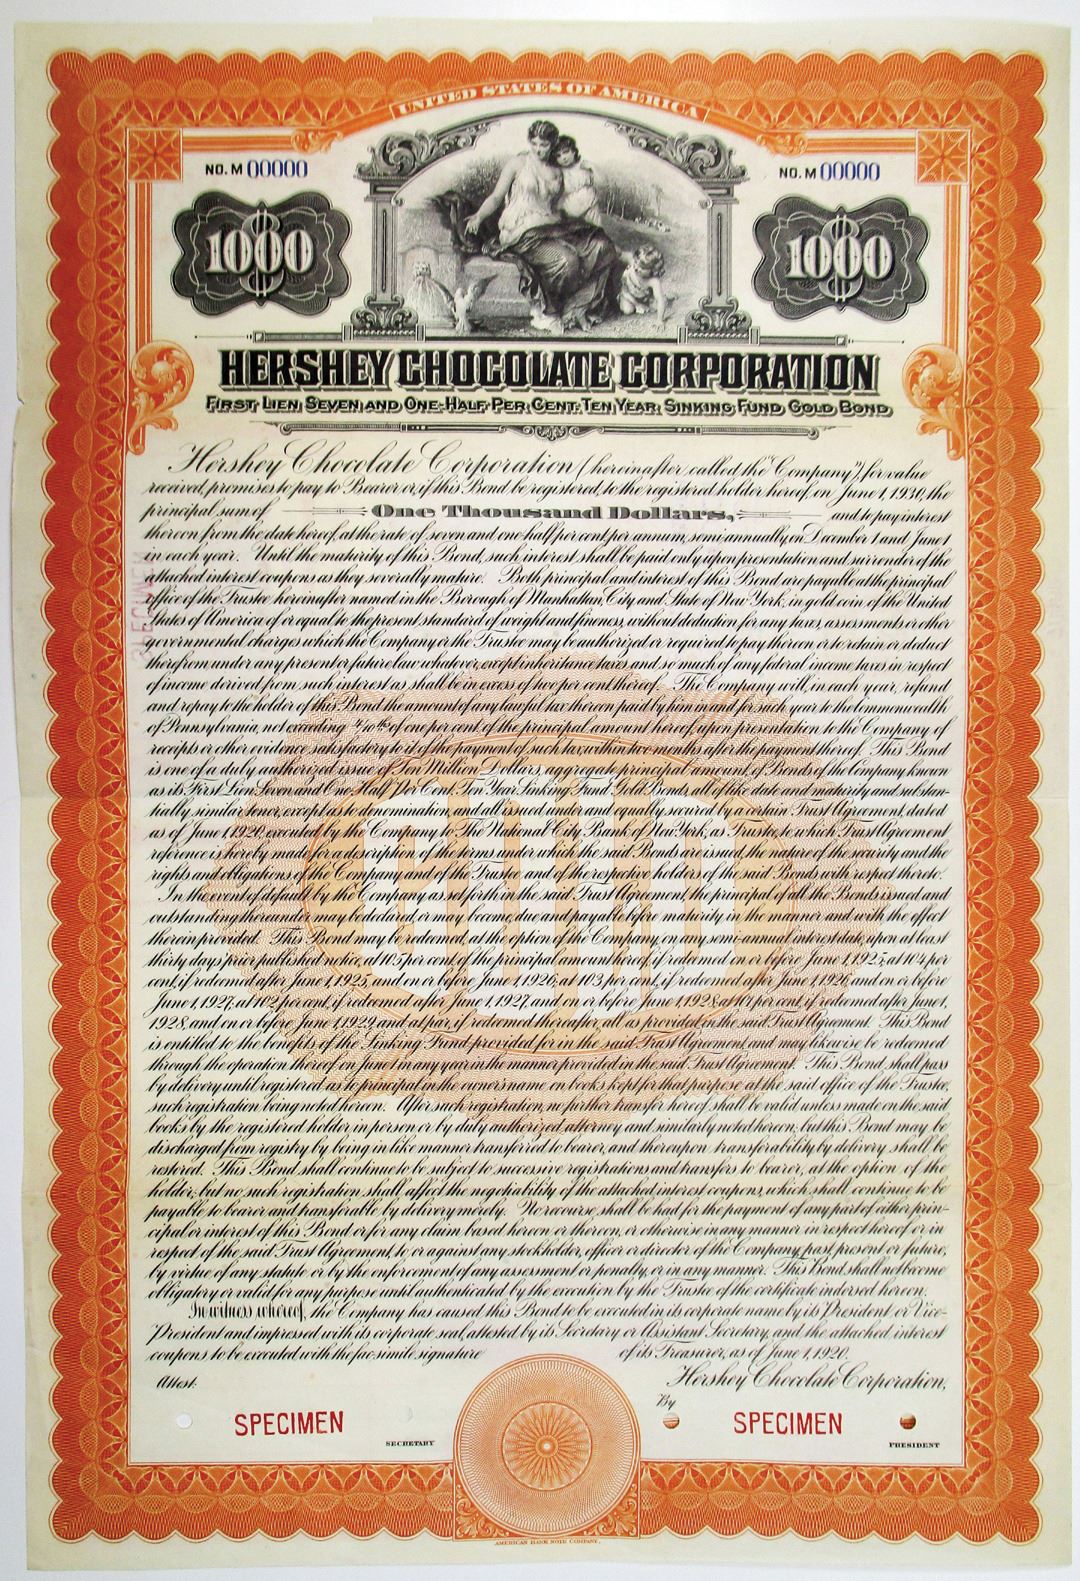 UNITED STATES OF AMERICA
NO. M 00000
NO. M 00000
1000
1000
HERSHEY CHOCOLATE CORPORATION
FIRST LIEN SEVEN AND ONE-HALF PER CENT. TEN YEAR SINKING FUND GOLD BOND
Hershey Chocolate Corporation (hereinafter called the "Company"), for value
received, promises to pay to Bearer or, if this Bond be registered, to the registered holder hereof, on June 1, 1930, the
principal sum of One Thousand Dollars, and to pay interest
thereon from the date hereof, at the rate of seven and one half per cent per annum, semi-annually, on December 1 and June 1
in each year. Until the maturity of this Bond, such interest shall be paid only upon presentation and surrender of the
attached interest coupons as they severally mature. Both principal and interest of this Bond are payable at the principal
office of the Trustee hereinafter named in the Borough of Manhattan, City and State of New York, in gold coin of the United
States of America of or equal to the present standard of weight and fineness, without deduction for any taxes, assessments or other
governmental charges which the Company or the Trustee may be authorized or required to pay thereon or to retain or deduct
therefrom under any present or future law whatever, except inheritance taxes and so much of any federal income taxes in respect
of income derived from such interest as shall be in excess of two per cent thereof. The Company will, in each year, refund
and repay to the holder of this Bond the amount of any lawful tax thereon paid by him in and for such year to the commonwealth
of Pennsylvania, not exceeding 4/10ths of one per cent of the principal amount hereof, upon presentation to the Company of
receipts or other evidence satisfactory to it of the payment of such tax within two months after the payment thereof. This Bond
is one of a duly authorized issue of Ten Million Dollars, aggregate principal amount, of Bonds of the Company known
as its First Lien Seven and One-Half Per Cent. Ten Year Sinking Fund Gold Bonds, all of like date and maturity and substan-
tially similar tenor, except as to denomination, and all issued under and equally secured by a certain Trust Agreement, dated
as of June 1, 1920, executed by the Company to The National City Bank of New York, as Trustee, to which Trust Agreement
reference is hereby made for a description of the terms under which the said Bonds are issued, the nature of the security and the
rights and obligations of the Company and of the Trustee and of the respective holders of the said Bonds with respect thereto.
In the event of default by the Company as set forth in the said Trust Agreement, the principal of all the Bonds issued and
outstanding thereunder may be declared, or may become, due and payable before maturity in the manner and with the effect
therein provided. This Bond may be redeemed, at the option of the Company, on any semi-annual interest date, upon at least
thirty days prior published notice, at 105 per cent. of the principal amount hereof, if redeemed on or before June 1, 1925, at 104 per
cent, if redeemed after June 1, 1925, and on or before June 1, 1926, at 103 per cent, if redeemed after June 1, 1926, and on or before
June 1, 1927, at 102 per cent, if redeemed after June 1, 1927, and on or before June 1, 1928, at 101 per cent, if redeemed after June 1,
1928, and on or before June 1, 1929, and at par, if redeemed thereafter, all as provided in the said Trust Agreement. This Bond
is entitled to the benefits of the Sinking Fund provided for in the said Trust Agreement, and may likewise be redeemed
through the operation thereof on June 1 in any year in the manner provided in the said Trust Agreement. This Bond shall pass
by delivery until registered as to principal in the owner's name on books kept for that purpose at the said office of the Trustee,
such registration being noted hereon. After such registration, no further transfer hereof shall be valid unless made on the said
books by the registered holder in person or by duly authorized attorney and similarly noted hereon; but this Bond may be
discharged from registry by being in like manner transferred to bearer, and thereupon transferability by delivery shall be
restored. This Bond shall continue to be subject to successive registrations and transfers to bearer, at the option of the
holder; but no such registration shall affect the negotiability of the attached interest coupons, which shall continue to be
payable to bearer and transferable by delivery merely. No recourse shall be had for the payment of any part of either prin-
cipal or interest of this Bond or for any claim based hereon or thereon, or otherwise in any manner in respect hereof or in
respect of the said Trust Agreement, to or against any stockholder, officer or director of the Company, past, present or future,
by virtue of any statute or by the enforcement of any assessment or penalty, or in any manner. This Bond shall not become
obligatory or valid for any purpose until authenticated by the execution by the Trustee of the certificate indorsed hereon.
In witness whereof, the Company has caused this Bond to be executed in its corporate name by its President or Vice-
President and impressed with its corporate seal, attested by its Secretary or Assistant Secretary, and the attached interest
coupons to be executed with the fac-simile signature of its Treasurer, as of June 1, 1920.
Attest:
Hershey Chocolate Corporation,
By
SPECIMEN
SPECIMEN
SECRETARY
PRESIDENT
AMERICAN BANK NOTE COMPANY.